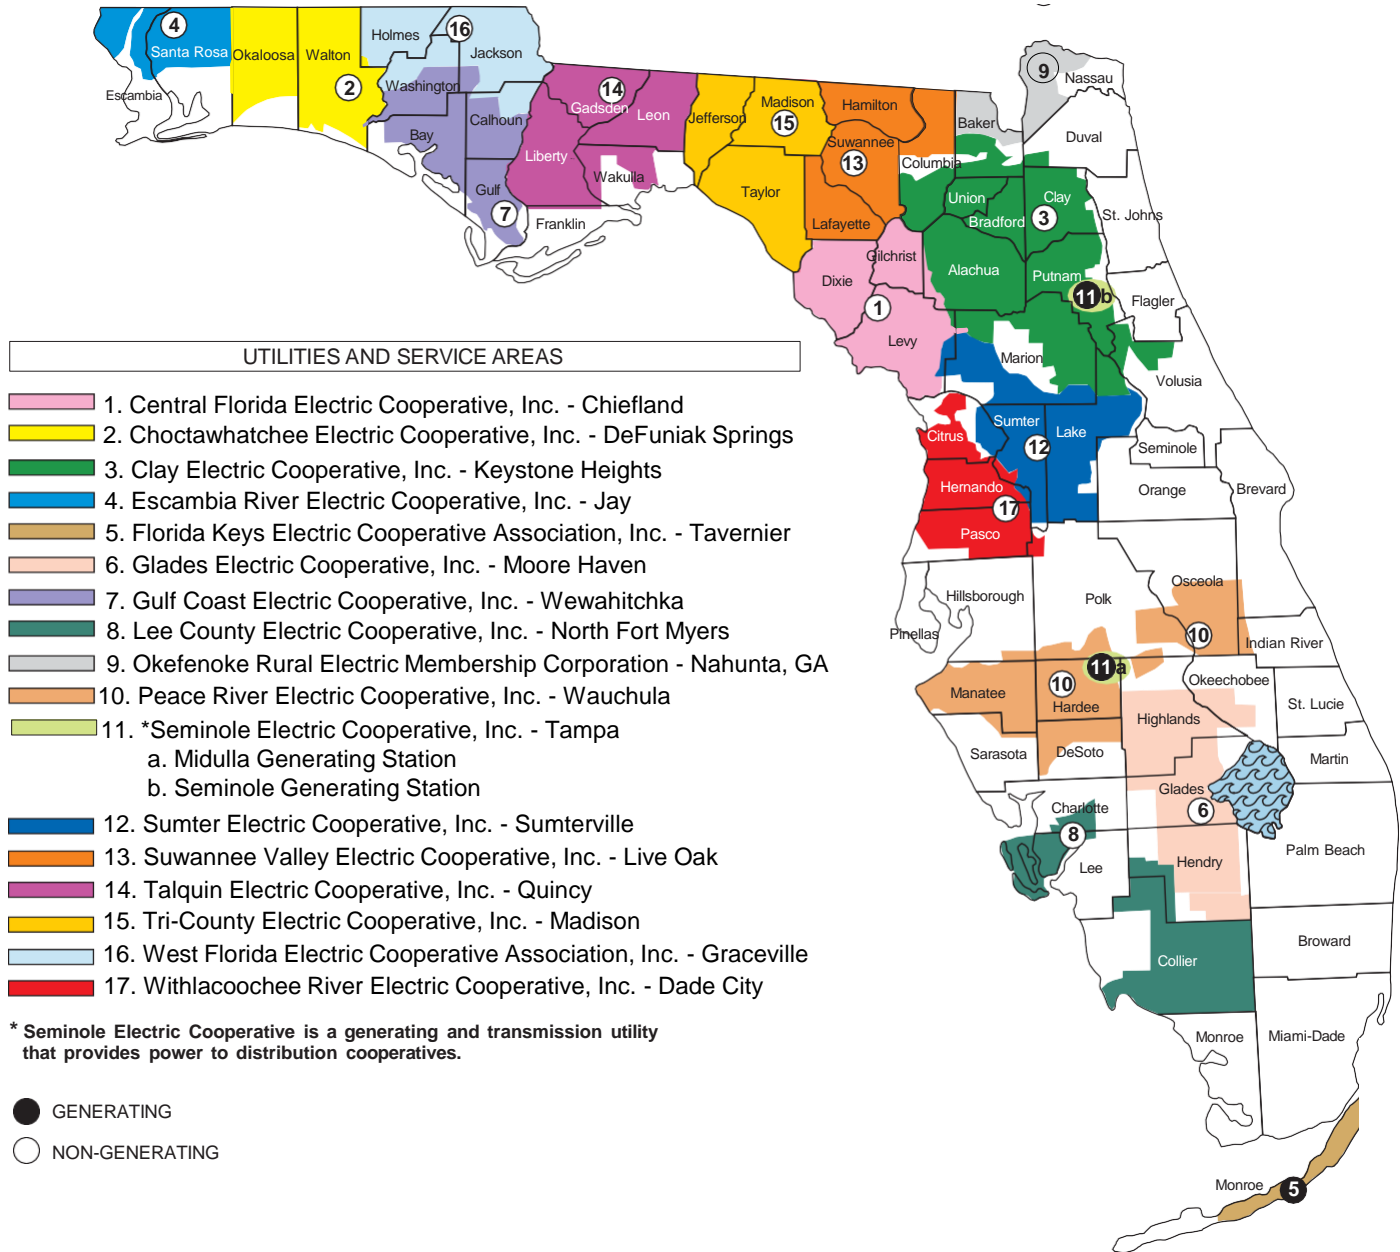 4
Santa Rosa
Escambia
Okaloosa
Walton
2
Holmes
16
Jackson
Washington
Bay
Calhoun
Gulf
7
Franklin
14
Gadsden
Leon
Liberty
Wakulla
Jefferson
Madison
15
Taylor
Hamilton
Suwannee
13
Lafayette
Columbia
9
Nassau
Baker
Duval
Union
Bradford
Clay
3
St. Johns
Gilchrist
Dixie
Alachua
Putnam
11 b
Flagler
1
Levy
Marion
Volusia
Citrus
Sumter
Lake
12
Seminole
Hernando
17
Orange
Brevard
Pasco
Hillsborough
Polk
Osceola
Pinellas
10
Indian River
11 a
Manatee
10
Hardee
Okeechobee
Highlands
St. Lucie
Sarasota
DeSoto
Martin
Glades
Charlotte
6
8
Lee
Hendry
Palm Beach
Collier
Broward
Monroe
Miami-Dade
Monroe
5
UTILITIES AND SERVICE AREAS
1. Central Florida Electric Cooperative, Inc. - Chiefland
2. Choctawhatchee Electric Cooperative, Inc. - DeFuniak Springs
3. Clay Electric Cooperative, Inc. - Keystone Heights
4. Escambia River Electric Cooperative, Inc. - Jay
5. Florida Keys Electric Cooperative Association, Inc. - Tavernier
6. Glades Electric Cooperative, Inc. - Moore Haven
7. Gulf Coast Electric Cooperative, Inc. - Wewahitchka
8. Lee County Electric Cooperative, Inc. - North Fort Myers
9. Okefenoke Rural Electric Membership Corporation - Nahunta, GA
10. Peace River Electric Cooperative, Inc. - Wauchula
11. *Seminole Electric Cooperative, Inc. - Tampa
a. Midulla Generating Station
b. Seminole Generating Station
12. Sumter Electric Cooperative, Inc. - Sumterville
13. Suwannee Valley Electric Cooperative, Inc. - Live Oak
14. Talquin Electric Cooperative, Inc. - Quincy
15. Tri-County Electric Cooperative, Inc. - Madison
16. West Florida Electric Cooperative Association, Inc. - Graceville
17. Withlacoochee River Electric Cooperative, Inc. - Dade City
* Seminole Electric Cooperative is a generating and transmission utility
that provides power to distribution cooperatives.
GENERATING
NON-GENERATING